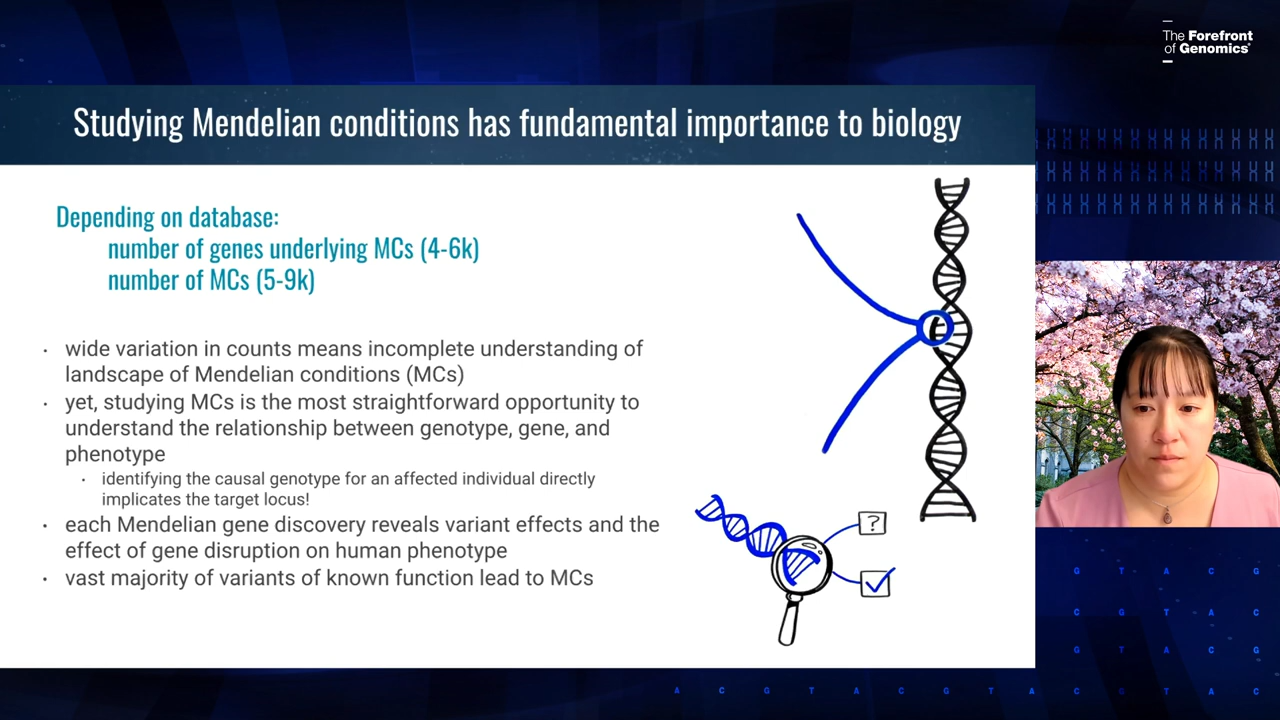 The Forefront
of Genomics®
Studying Mendelian conditions has fundamental importance to biology
Depending on database:
number of genes underlying MCs (4-6k)
number of MCs (5-9k)
· wide variation in counts means incomplete understanding of
landscape of Mendelian conditions (MCs)
· yet, studying MCs is the most straightforward opportunity to
understand the relationship between genotype, gene, and
phenotype
· identifying the causal genotype for an affected individual directly
implicates the target locus!
· each Mendelian gene discovery reveals variant effects and the
effect of gene disruption on human phenotype
· vast majority of variants of known function lead to MCs
?
G T A C G
C G T A C
G T A C G
A C G T A C G T A C G T A C